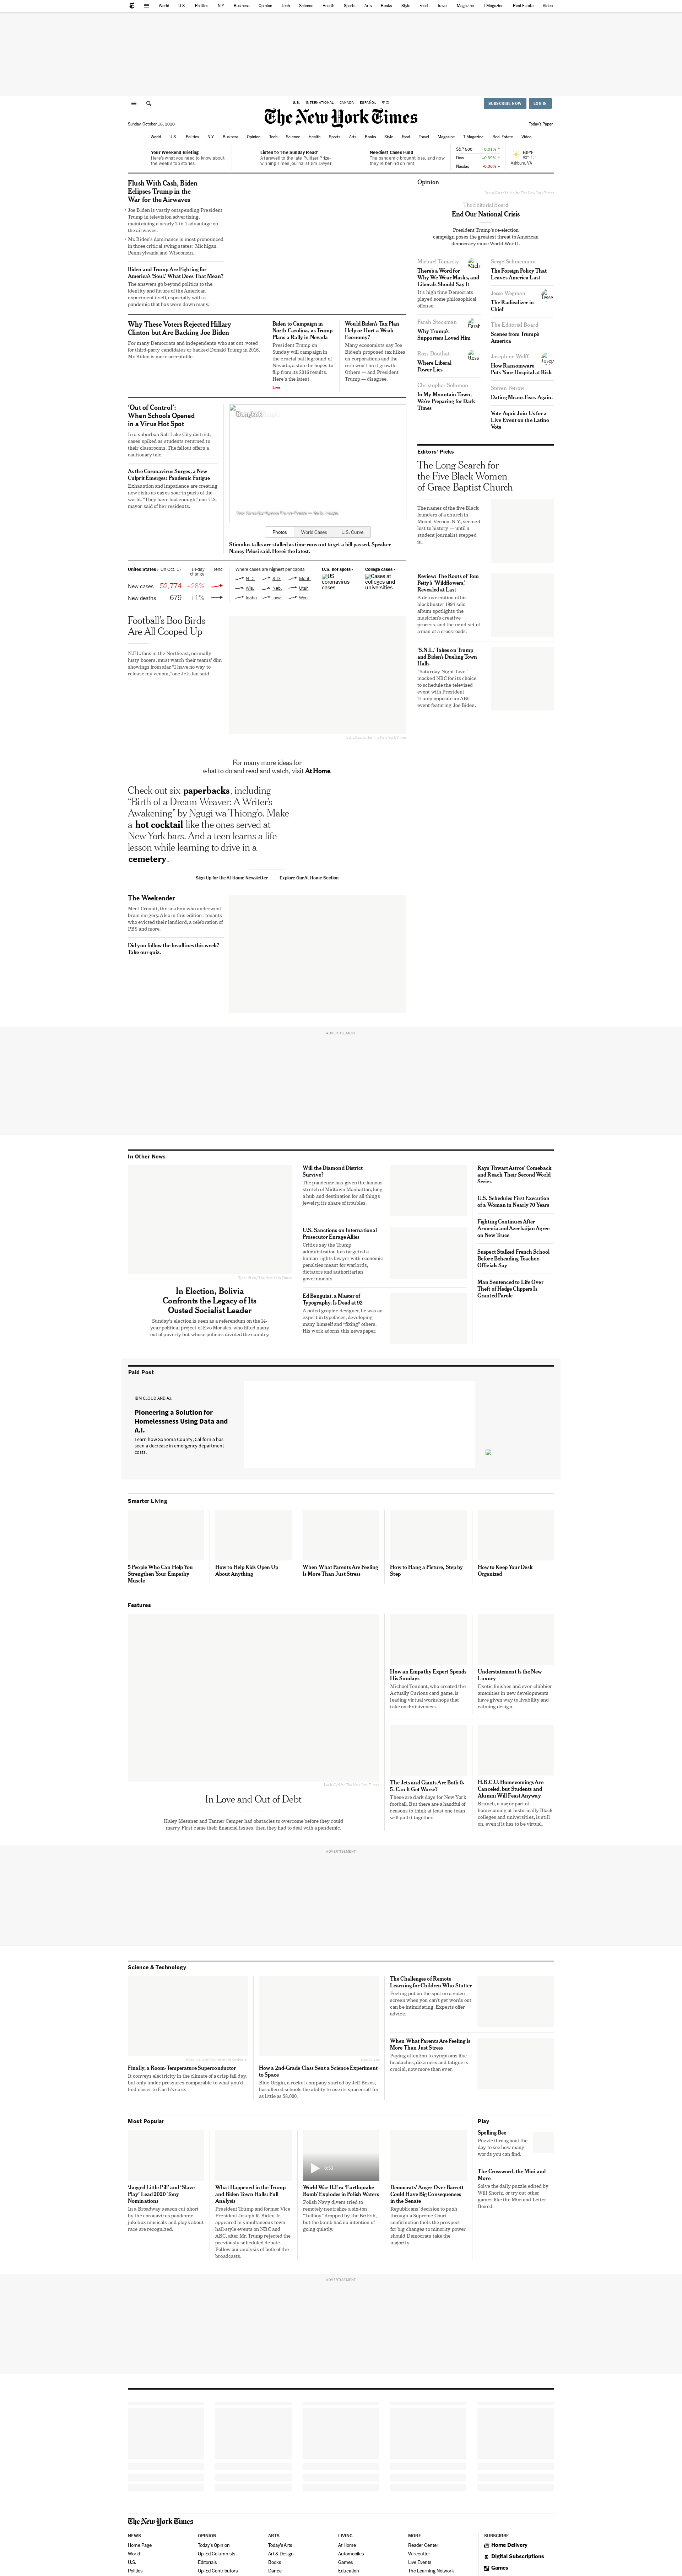 World U.S. Politics N.Y. Business Opinion Tech Science Health Sports Arts Books Style Food Travel Magazine T Magazine Real Estate Video
U.S. INTERNATIONAL CANADA ESPAÑOL 中文
SUBSCRIBE NOW LOG IN
The New York Times
Sunday, October 18, 2020
Today's Paper
World U.S. Politics N.Y. Business Opinion Tech Science Health Sports Arts Books Style Food Travel Magazine T Magazine Real Estate Video
Your Weekend Briefing
Here's what you need to know about
the week's top stories
Listen to 'The Sunday Read'
A farewell to the late Pulitzer Prize-
winning Times journalist Jim Dwyer.
Neediest Cases Fund
The pandemic brought tons, and now
they're behind on rent.
S&P 500 +0.01% ↑
Dow +0.39% ↑
Nasdaq -0.36% ↓
60°F
Ashburn, VA
Flush With Cash, Biden
Eclipses Trump in the
War for the Airwaves
Joe Biden is vastly outspending President
Trump in television advertising,
maintaining a nearly 2-to-1 advantage on
the airwaves.
Mr. Biden's dominance is most pronounced
in three critical swing states: Michigan,
Pennsylvania and Wisconsin.
Biden and Trump Are Fighting for
America's 'Soul.' What Does That Mean?
The answers go beyond politics to the
identity and future of the American
experiment itself, especially with a
pandemic that has worn down many.
Why These Voters Rejected Hillary
Clinton but Are Backing Joe Biden
For many Democrats and independents who sat out, voted
for third-party candidates or backed Donald Trump in 2016,
Mr. Biden is more acceptable.
Biden to Campaign in
North Carolina, as Trump
Plans a Rally in Nevada
President Trump on
Sunday will campaign in
the crucial battleground of
Nevada, a state he hopes to
flip from its 2016 results.
Here's the latest.
Live
Would Biden's Tax Plan
Help or Hurt a Weak
Economy?
Many economists say Joe
Biden's proposed tax hikes
on corporations and the
rich won't hurt growth.
Others — and President
Trump — disagree.
'Out of Control':
When Schools Opened
in a Virus Hot Spot
In a suburban Salt Lake City district,
cases spiked as students returned to
their classrooms. The fallout offers a
cautionary tale.
As the Coronavirus Surges, a New
Culprit Emerges: Pandemic Fatigue
Exhaustion and impatience are creating
new risks as cases soar in parts of the
world. "They have had enough," one U.S.
mayor said of her residents.
Photos World Cases U.S. Curve
Stimulus talks are stalled as time runs out to get a bill passed, Speaker
Nancy Pelosi said. Here's the latest.
United States › On Oct. 17 14-day
change Trend
New cases 52,774 +28%
New deaths 679 +1%
Where cases are highest per capita
N.D. S.D. Mont.
Wis. Neb. Utah
Idaho Iowa Wyo.
U.S. hot spots ›
US
coronavirus
cases
College cases ›
Cases at
colleges and
universities
Football's Boo Birds
Are All Cooped Up
N.F.L. fans in the Northeast, normally
lusty booers, must watch their teams' dim
showings from afar. "I have no way to
release my venom," one Jets fan said.
For many more ideas for
what to do and read and watch, visit At Home.
Check out six paperbacks, including
"Birth of a Dream Weaver: A Writer's
Awakening" by Ngugi wa Thiong'o. Make
a hot cocktail like the ones served at
New York bars. And a teen learns a life
lesson while learning to drive in a
cemetery.
Sign Up for the At Home Newsletter Explore Our At Home Section
The Weekender
Meet Cronutt, the sea lion who underwent
brain surgery. Also in this edition: tenants
who evicted their landlord, a celebration of
PBS and more.
Did you follow the headlines this week?
Take our quiz.
Opinion
The Editorial Board
End Our National Crisis
President Trump's re-election
campaign poses the greatest threat to American
democracy since World War II.
Michael Tomasky
There's a Word for
Why We Wear Masks, and
Liberals Should Say It
It's high time Democrats
played some philosophical
offense.
Farah Stockman
Why Trump's
Supporters Loved Him
Ross Douthat
Where Liberal
Power Lies
Christopher Solomon
In My Mountain Town,
We're Preparing for Dark
Times
Serge Schmemann
The Foreign Policy That
Leaves America Last
Jesse Wegman
The Radicalizer in
Chief
The Editorial Board
Scenes from Trump's
America
Josephine Wolff
How Ransomware
Puts Your Hospital at Risk
Steven Petrow
Dating Means Fear. Again.
Vote Aquí: Join Us for a
Live Event on the Latino
Vote
Editors' Picks
The Long Search for
the Five Black Women
of Grace Baptist Church
The names of the five Black
founders of a church in
Mount Vernon, N.Y., seemed
lost to history — until a
student journalist stepped
in.
Review: The Roots of Tom
Petty's 'Wildflowers,'
Revealed at Last
A deluxe edition of his
blockbuster 1994 solo
album spotlights the
musician's creative
process, and the mind-set of
a man at a crossroads.
'S.N.L.' Takes on Trump
and Biden's Dueling Town
Halls
"Saturday Night Live"
mocked NBC for its choice
to schedule the televised
event with President
Trump opposite an ABC
event featuring Joe Biden.
ADVERTISEMENT
In Other News
In Election, Bolivia
Confronts the Legacy of Its
Ousted Socialist Leader
Sunday's election is seen as a referendum on the 14-
year political project of Evo Morales, who lifted many
out of poverty but whose policies divided the country.
Will the Diamond District
Survive?
The pandemic has given the famous
stretch of Midtown Manhattan, long
a hub and destination for all things
jewelry, its share of troubles.
U.S. Sanctions on International
Prosecutor Enrage Allies
Critics say the Trump
administration has targeted a
human rights lawyer with economic
penalties meant for warlords,
dictators and authoritarian
governments.
Ed Benguiat, a Master of
Typography, Is Dead at 92
A noted graphic designer, he was an
expert in typefaces, developing
many himself and "fixing" others.
His work adorns this newspaper.
Rays Thwart Astros' Comeback
and Reach Their Second World
Series
U.S. Schedules First Execution
of a Woman in Nearly 70 Years
Fighting Continues After
Armenia and Azerbaijan Agree
on New Truce
Suspect Stalked French School
Before Beheading Teacher,
Officials Say
Man Sentenced to Life Over
Theft of Hedge Clippers Is
Granted Parole
Paid Post
IBM CLOUD AND A.I.
Pioneering a Solution for
Homelessness Using Data and
A.I.
Learn how Sonoma County, California has
seen a decrease in emergency department
costs.
Smarter Living
5 People Who Can Help You
Strengthen Your Empathy
Muscle
How to Help Kids Open Up
About Anything
When What Parents Are Feeling
Is More Than Just Stress
How to Hang a Picture, Step by
Step
How to Keep Your Desk
Organized
Features
In Love and Out of Debt
Haley Messrate and Tanner Comper had obstacles to overcome before they could
marry. First came their financial issues, then they had to deal with a pandemic.
How an Empathy Expert Spends
His Sundays
Michael Tennant, who created the
Actually Curious card game, is
leading virtual workshops that
take on divisiveness.
Understatement Is the New
Luxury
Exotic finishes and ever-clubbier
amenities in new developments
have given way to livability and
calming design.
The Jets and Giants Are Both 0-
5. Can It Get Worse?
These are dark days for New York
football. But there are a handful of
reasons to think at least one team
will pull it together.
H.B.C.U. Homecomings Are
Canceled, but Students and
Alumni Will Feast Anyway
Brunch, a major part of
homecoming at historically Black
colleges and universities, is still
on, even if it has to be virtual.
ADVERTISEMENT
Science & Technology
Finally, a Room-Temperature Superconductor
It conveys electricity in the climate of a crisp fall day,
but only under pressures comparable to what you'd
find closer to Earth's core.
How a 2nd-Grade Class Sent a Science Experiment
to Space
Blue Origin, a rocket company started by Jeff Bezos,
has offered schools the ability to use its spacecraft for
as little as $8,000.
The Challenges of Remote
Learning for Children Who Stutter
Feeling put on the spot on a video
screen when you can't get words out
can be intimidating. Experts offer
advice.
When What Parents Are Feeling Is
More Than Just Stress
Paying attention to symptoms like
headaches, dizziness and fatigue is
crucial, now more than ever.
Most Popular
'Jagged Little Pill' and 'Slave
Play' Lead 2020 Tony
Nominations
In a Broadway season cut short
by the coronavirus pandemic,
jukebox musicals and plays about
race are recognized.
What Happened in the Trump
and Biden Town Halls: Full
Analysis
President Trump and former Vice
President Joseph R. Biden Jr.
appeared in simultaneous town-
hall-style events on NBC and
ABC, after Mr. Trump rejected the
previously scheduled debate.
Follow our analysis of both of the
broadcasts.
World War II-Era 'Earthquake
Bomb' Explodes in Polish Waters
Polish Navy divers tried to
remotely neutralize a six-ton
"Tallboy" dropped by the British,
but the bomb had no intention of
going quietly.
Democrats' Anger Over Barrett
Could Have Big Consequences
in the Senate
Republicans' decision to push
through a Supreme Court
confirmation feeds the prospect
for big changes to minority power
should Democrats take the
majority.
Play
Spelling Bee
Puzzle throughout the
day to see how many
words you can find.
The Crossword, the Mini and
More
Solve the daily puzzle edited by
Will Shortz, or try out other
games like the Mini and Letter
Boxed.
ADVERTISEMENT
The New York Times
NEWS
Home Page
World
U.S.
Politics
OPINION
Today's Opinion
Op-Ed Columnists
Editorials
Op-Ed Contributors
ARTS
Today's Arts
Art & Design
Books
Dance
LIVING
At Home
Automobiles
Games
Education
MORE
Reader Center
Wirecutter
Live Events
The Learning Network
SUBSCRIBE
Home Delivery
Digital Subscriptions
Games